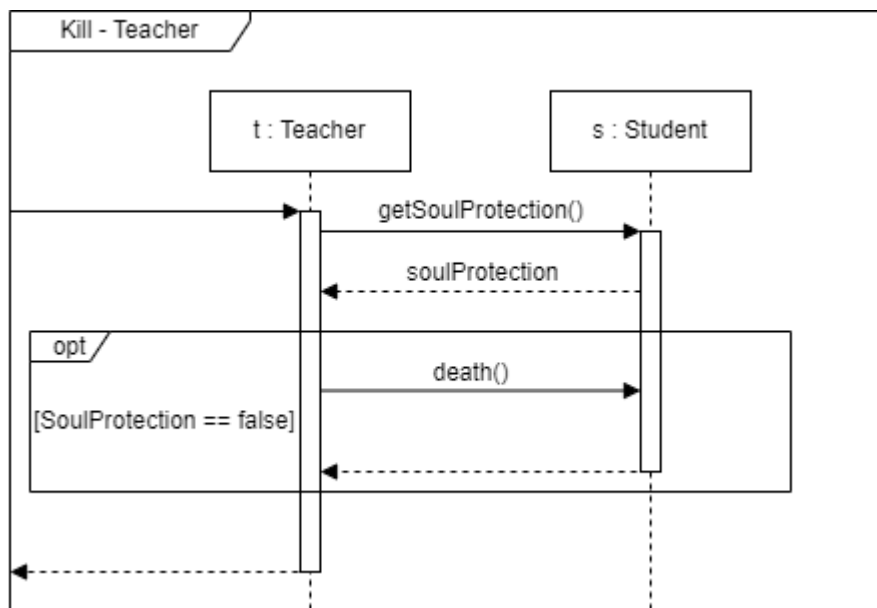 Kill - Teacher
t : Teacher
s : Student
getSoulProtection()
soulProtection
opt
death()
[SoulProtection == false]